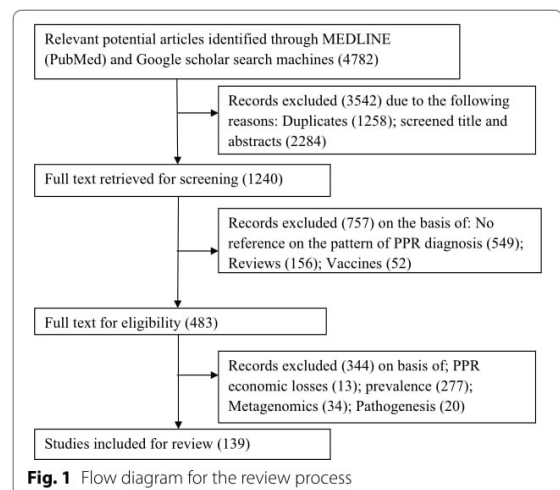 Relevant potential articles identified through MEDLINE
(PubMed) and Google scholar search machines (4782)
Records excluded (3542) due to the following
reasons: Duplicates (1258); screened title and
abstracts (2284)
Full text retrieved for screening (1240)
Records excluded (757) on the basis of: No
reference on the pattern of PPR diagnosis (549);
Reviews (156); Vaccines (52)
Full text for eligibility (483)
Records excluded (344) on basis of; PPR
economic losses (13); prevalence (277);
Metagenomics (34); Pathogenesis (20)
Studies included for review (139)
Fig. 1 Flow diagram for the review process